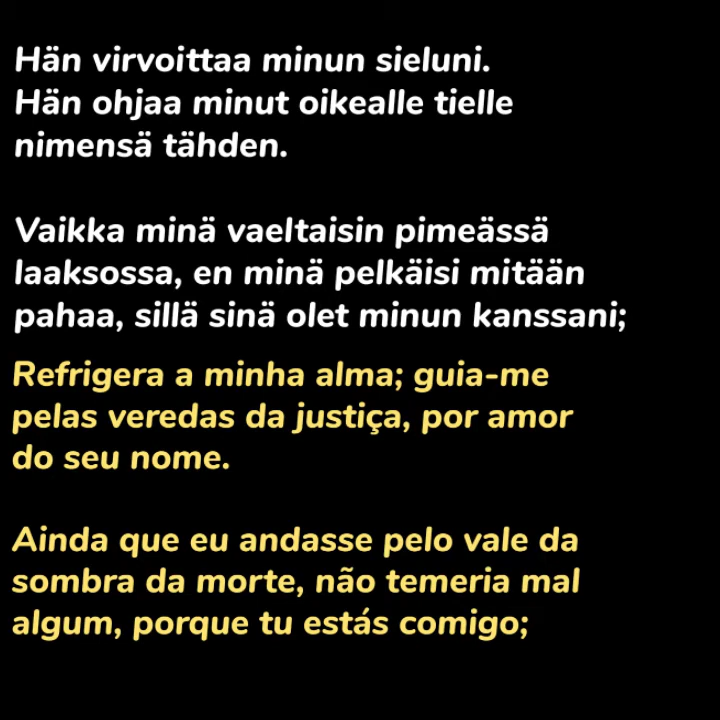 Hän virvoittaa minun sieluni.
Hän ohjaa minut oikealle tielle
nimensä tähden.
Vaikka minä vaeltaisin pimeässä
laaksossa, en minä pelkäisi mitään
pahaa, sillä sinä olet minun kanssani;
Refrigera a minha alma; guia-me
pelas veredas da justiça, por amor
do seu nome.
Ainda que eu andasse pelo vale da
sombra da morte, não temeria mal
algum, porque tu estás comigo;